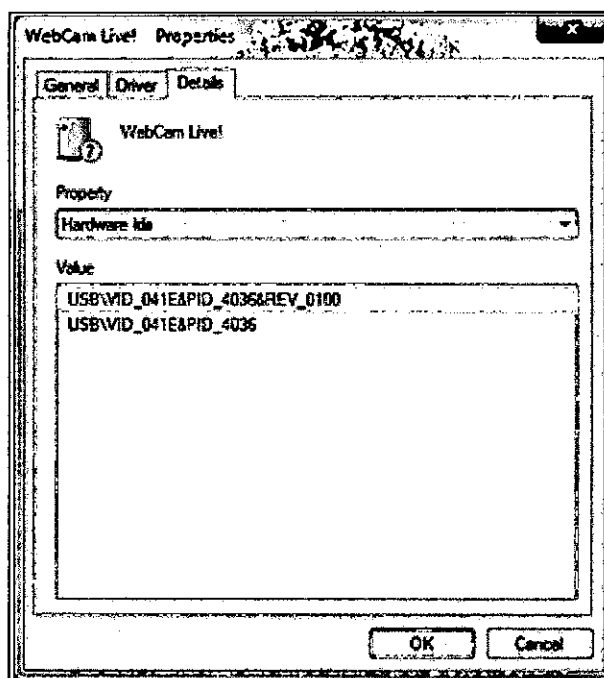 WebCam Live! Properties
General Driver Details
WebCam Live!
Property
Hardware Ids
Value
USB\VID_041E&PID_4036&REV_0100
USB\VID_041E&PID_4036
OK Cancel